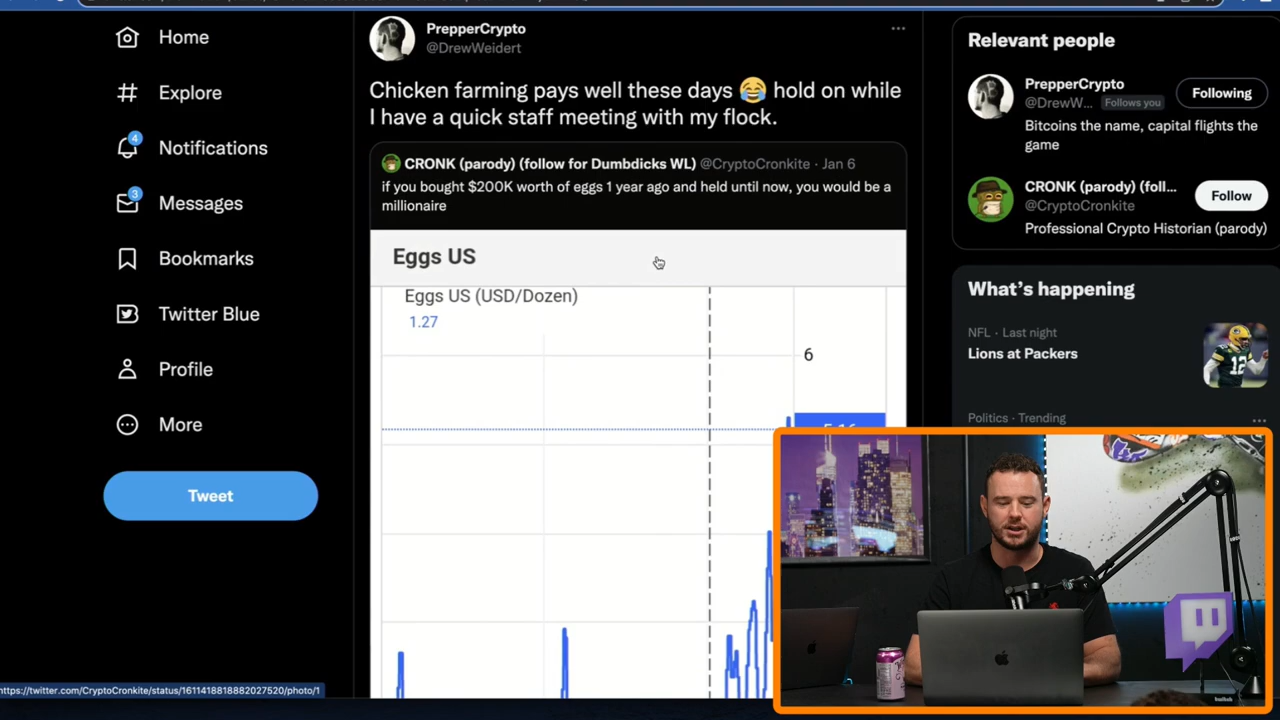 Home
Explore
4
Notifications
3
Messages
Bookmarks
Twitter Blue
Profile
More
Tweet
PrepperCrypto
@DrewWeidert
Chicken farming pays well these days 😂 hold on while
I have a quick staff meeting with my flock.
CRONK (parody) (follow for Dumbdicks WL) @CryptoCronkite · Jan 6
if you bought $200K worth of eggs 1 year ago and held until now, you would be a
millionaire
Eggs US
Eggs US (USD/Dozen)
1.27
6
Relevant people
PrepperCrypto
@DrewW... Follows you
Following
Bitcoins the name, capital flights the
game
CRONK (parody) (foll...
@CryptoCronkite
Follow
Professional Crypto Historian (parody)
What's happening
NFL · Last night
Lions at Packers
12
Politics · Trending
https://twitter.com/CryptoCronkite/status/1611418818882027520/photo/1